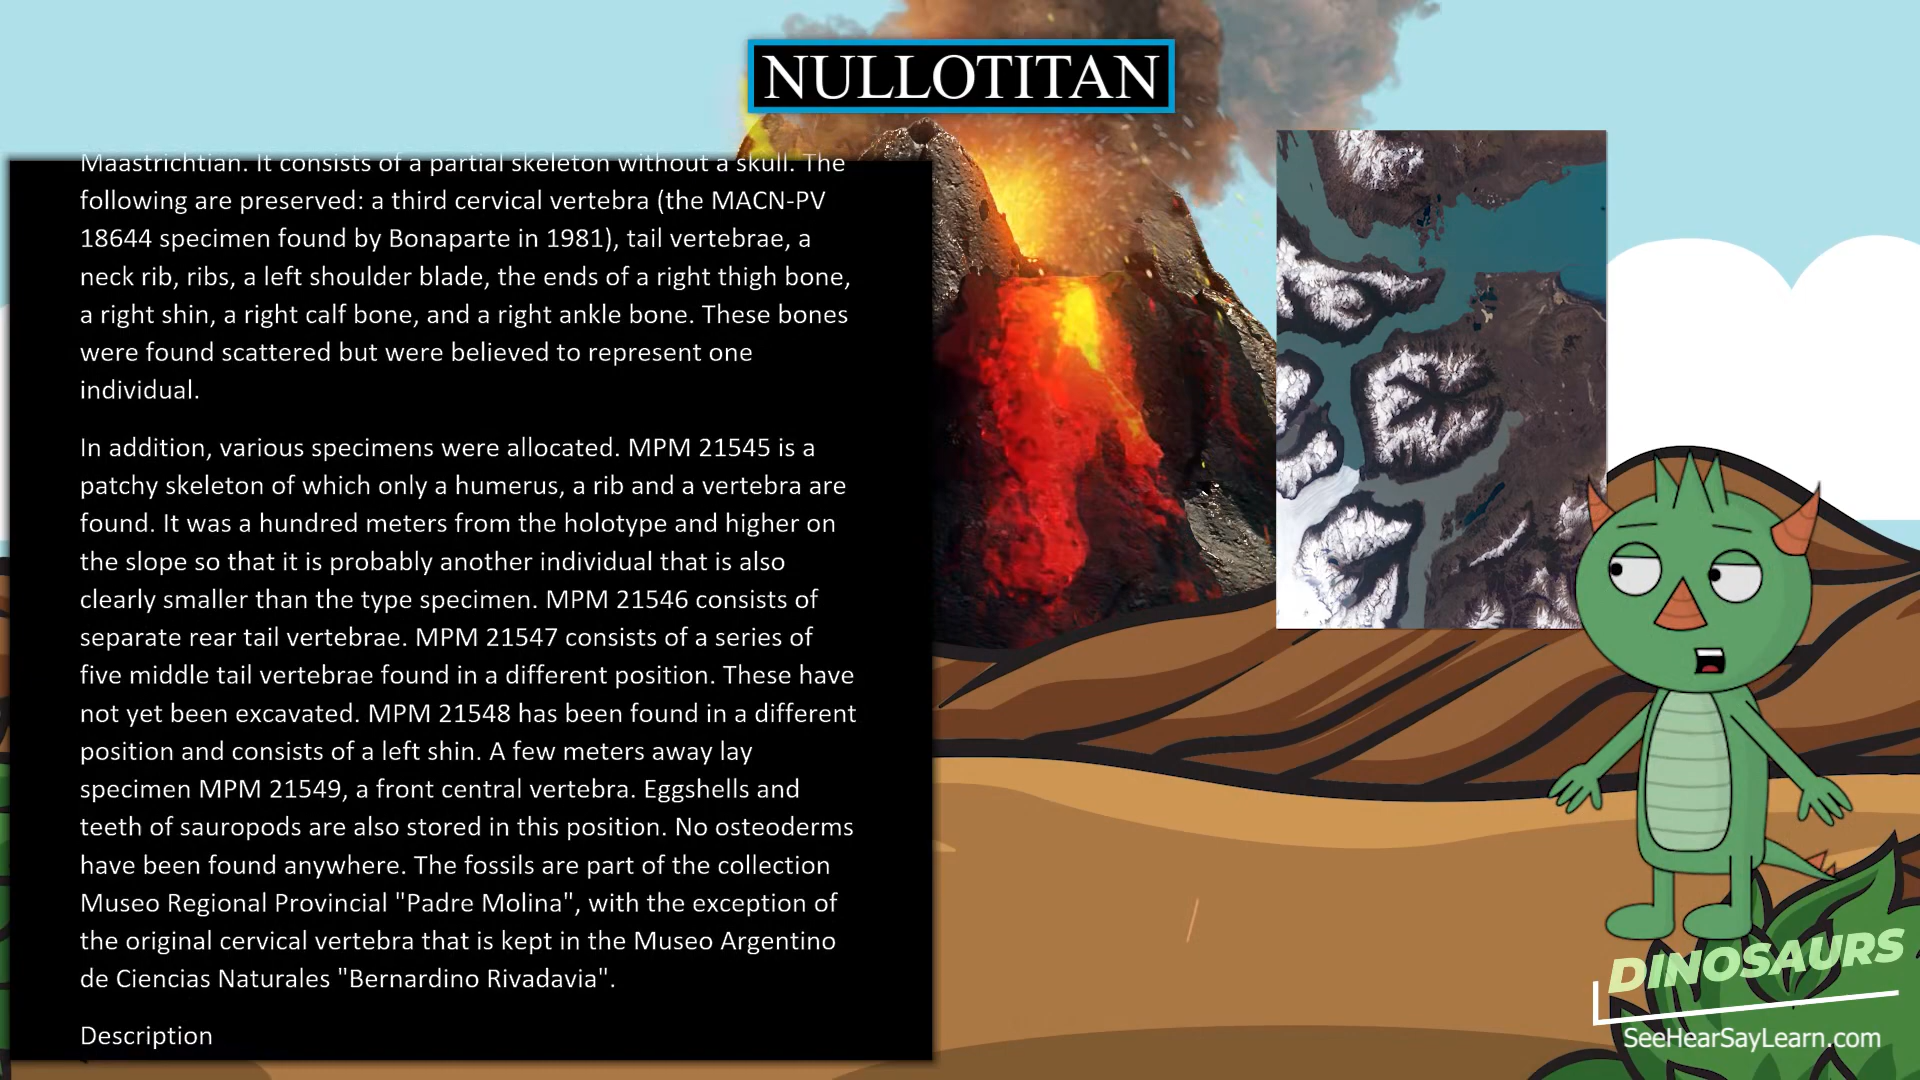 NULLOTITAN
Maastrichtian. It consists of a partial skeleton without a skull. The
following are preserved: a third cervical vertebra (the MACN-PV
18644 specimen found by Bonaparte in 1981), tail vertebrae, a
neck rib, ribs, a left shoulder blade, the ends of a right thigh bone,
a right shin, a right calf bone, and a right ankle bone. These bones
were found scattered but were believed to represent one
individual.
In addition, various specimens were allocated. MPM 21545 is a
patchy skeleton of which only a humerus, a rib and a vertebra are
found. It was a hundred meters from the holotype and higher on
the slope so that it is probably another individual that is also
clearly smaller than the type specimen. MPM 21546 consists of
separate rear tail vertebrae. MPM 21547 consists of a series of
five middle tail vertebrae found in a different position. These have
not yet been excavated. MPM 21548 has been found in a different
position and consists of a left shin. A few meters away lay
specimen MPM 21549, a front central vertebra. Eggshells and
teeth of sauropods are also stored in this position. No osteoderms
have been found anywhere. The fossils are part of the collection
Museo Regional Provincial "Padre Molina", with the exception of
the original cervical vertebra that is kept in the Museo Argentino
de Ciencias Naturales "Bernardino Rivadavia".
Description
DINOSAURS
SeeHearSayLearn.com